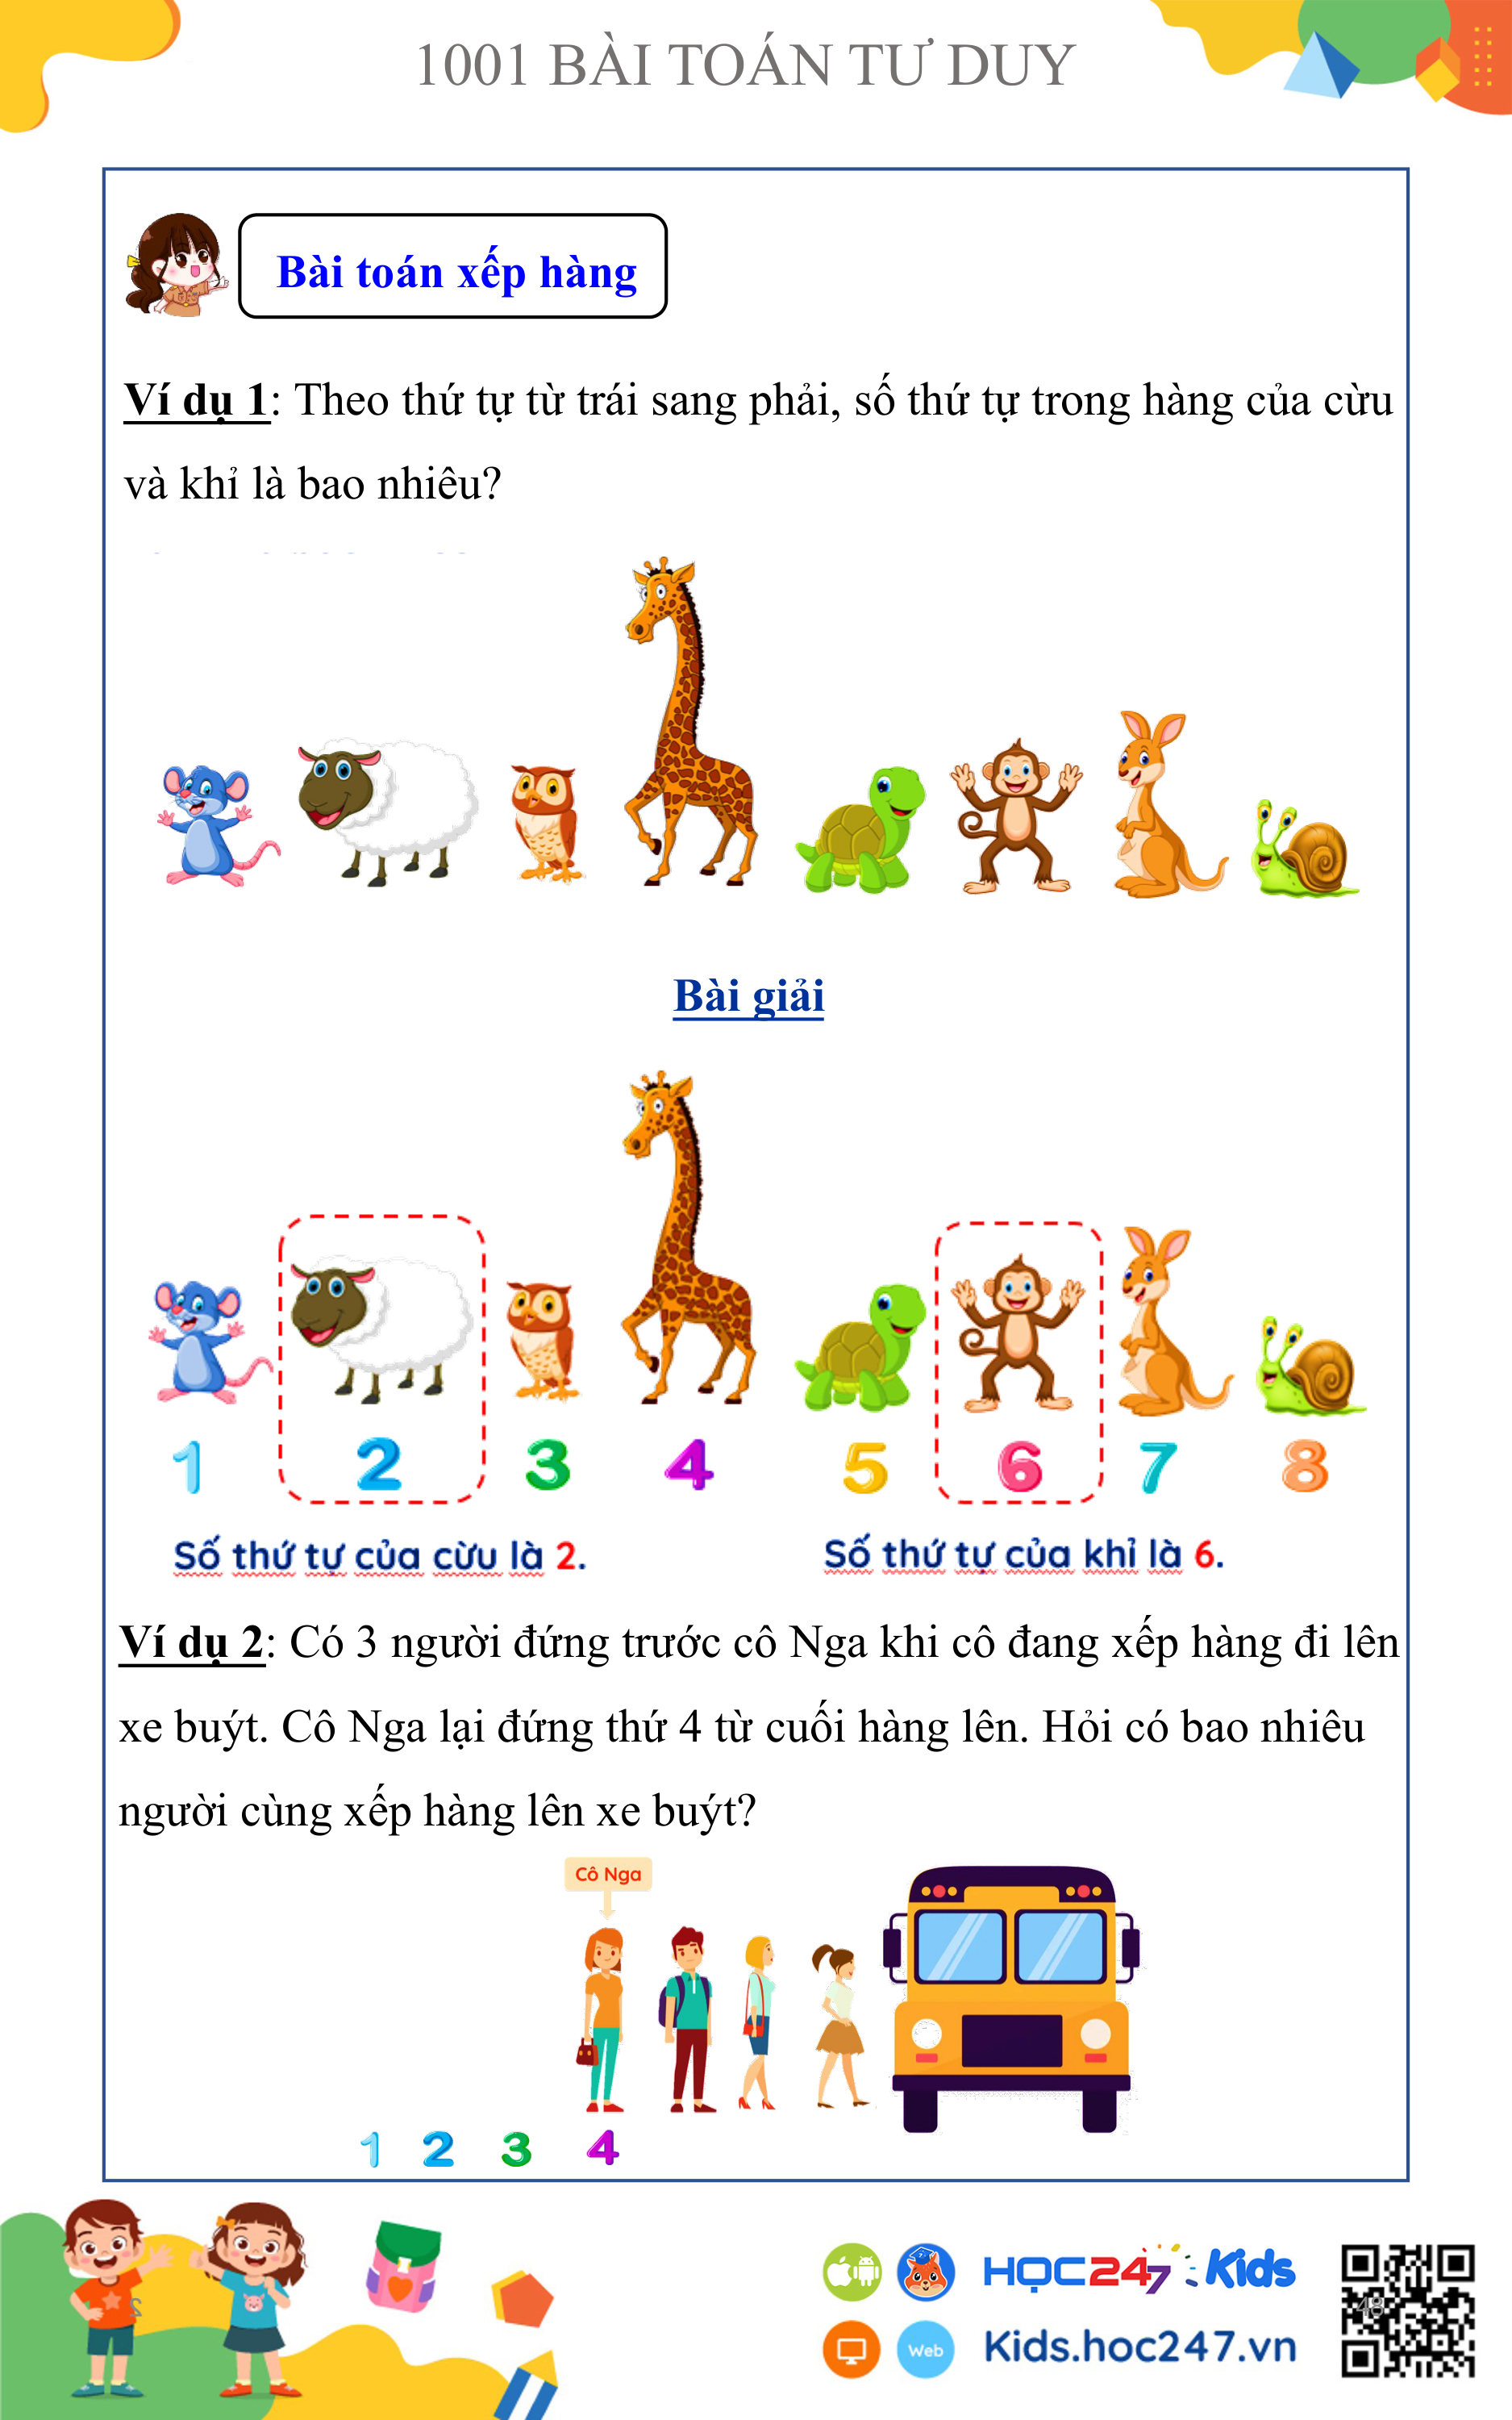 1001 BÀI TOÁN TƯ DUY
Bài toán xếp hàng
Ví dụ 1: Theo thứ tự từ trái sang phải, số thứ tự trong hàng của cừu
và khỉ là bao nhiêu?
Bài giải
1 2 3 4 5 6 7 8
Số thứ tự của cừu là 2. Số thứ tự của khỉ là 6.
Ví dụ 2: Có 3 người đứng trước cô Nga khi cô đang xếp hàng đi lên
xe buýt. Cô Nga lại đứng thứ 4 từ cuối hàng lên. Hỏi có bao nhiêu
người cùng xếp hàng lên xe buýt?
Cô Nga
1 2 3 4
HỌC247 Kids
Web Kids.hoc247.vn
2
48